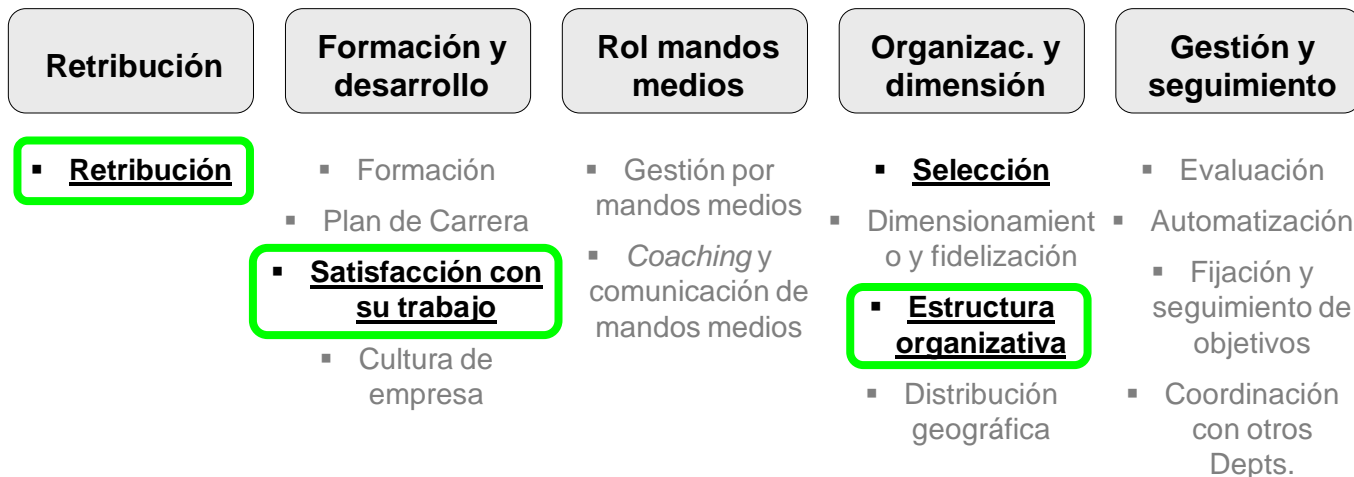 Retribución
Formación y
desarrollo
Rol mandos
medios
Organizac. y
dimensión
Gestión y
seguimiento
▪ Retribución
▪ Formación
▪ Plan de Carrera
▪ Satisfacción con
su trabajo
▪ Cultura de
empresa
▪ Gestión por
mandos medios
▪ Coaching y
comunicación de
mandos medios
▪ Selección
▪ Dimensionamient
o y fidelización
▪ Estructura
organizativa
▪ Distribución
geográfica
▪ Evaluación
▪ Automatización
▪ Fijación y
seguimiento de
objetivos
▪ Coordinación
con otros
Depts.